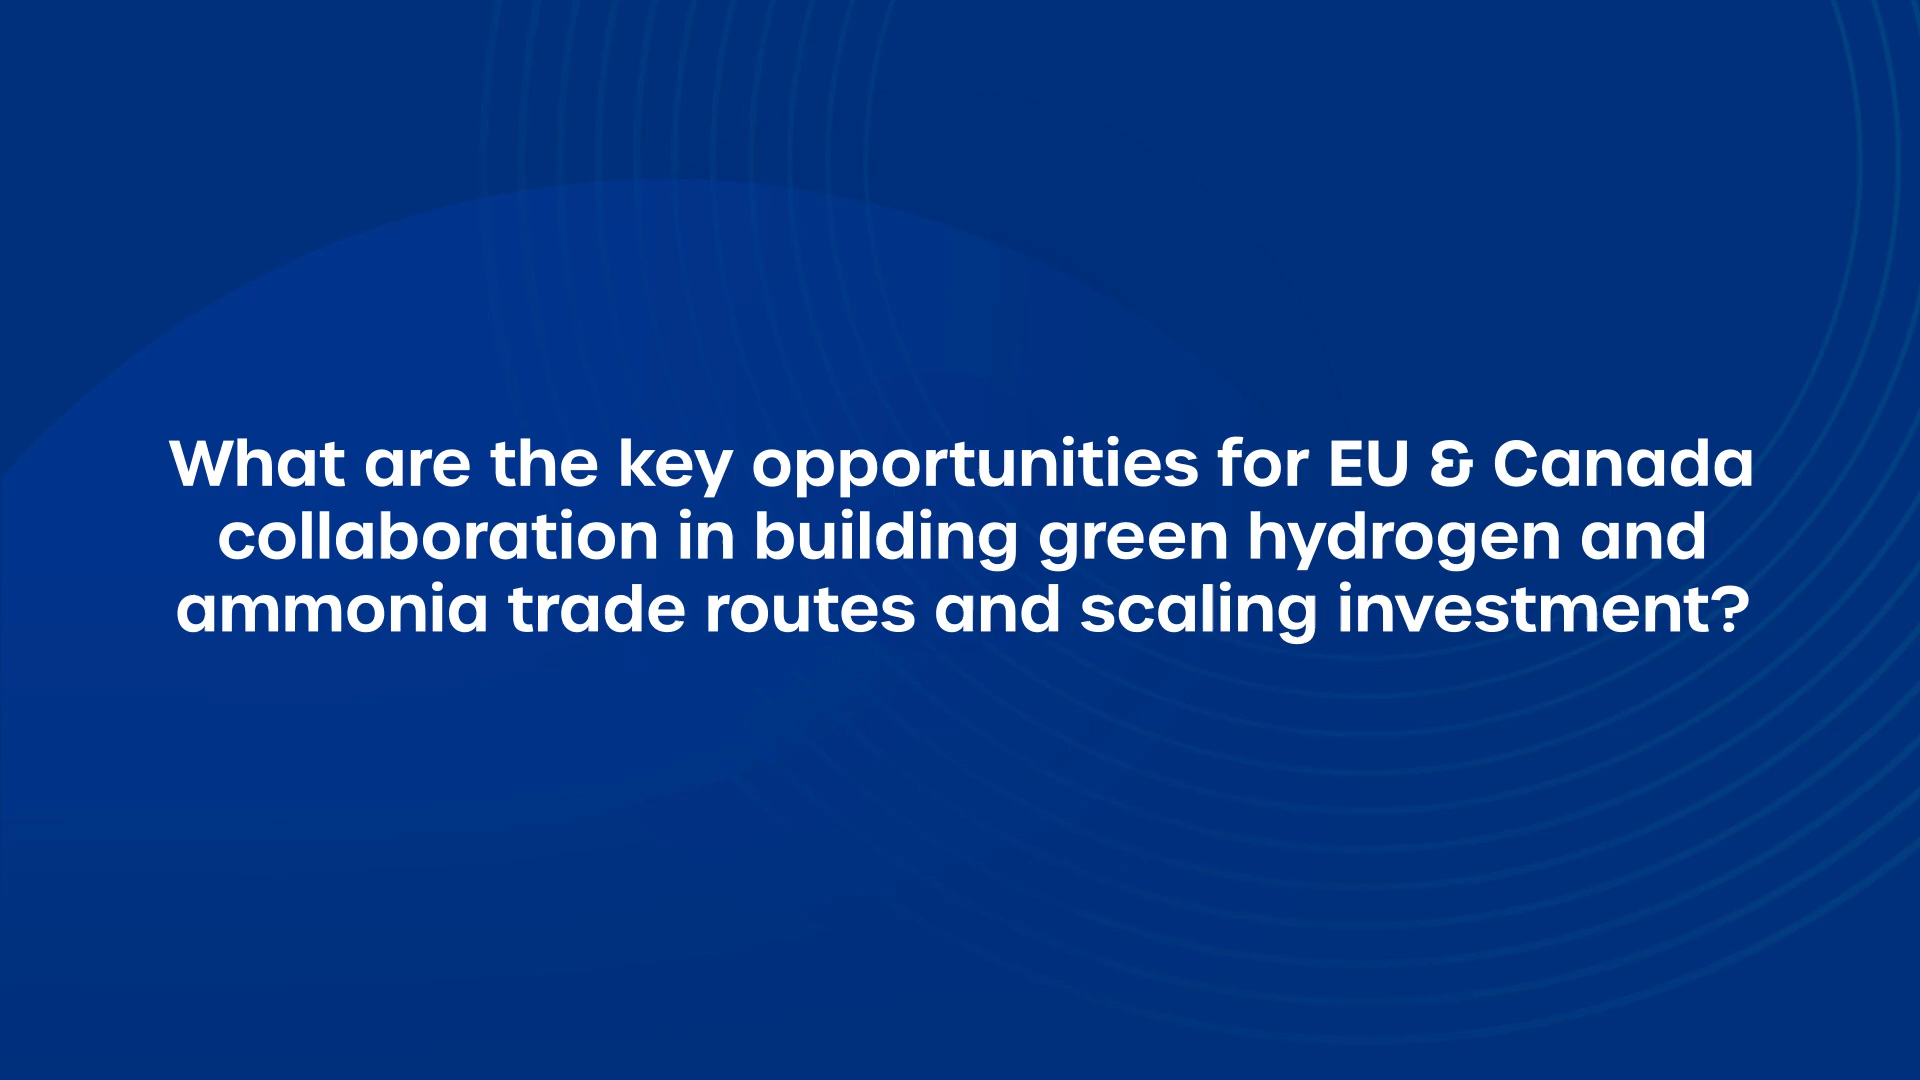 What are the key opportunities for EU & Canada
collaboration in building green hydrogen and
ammonia trade routes and scaling investment?